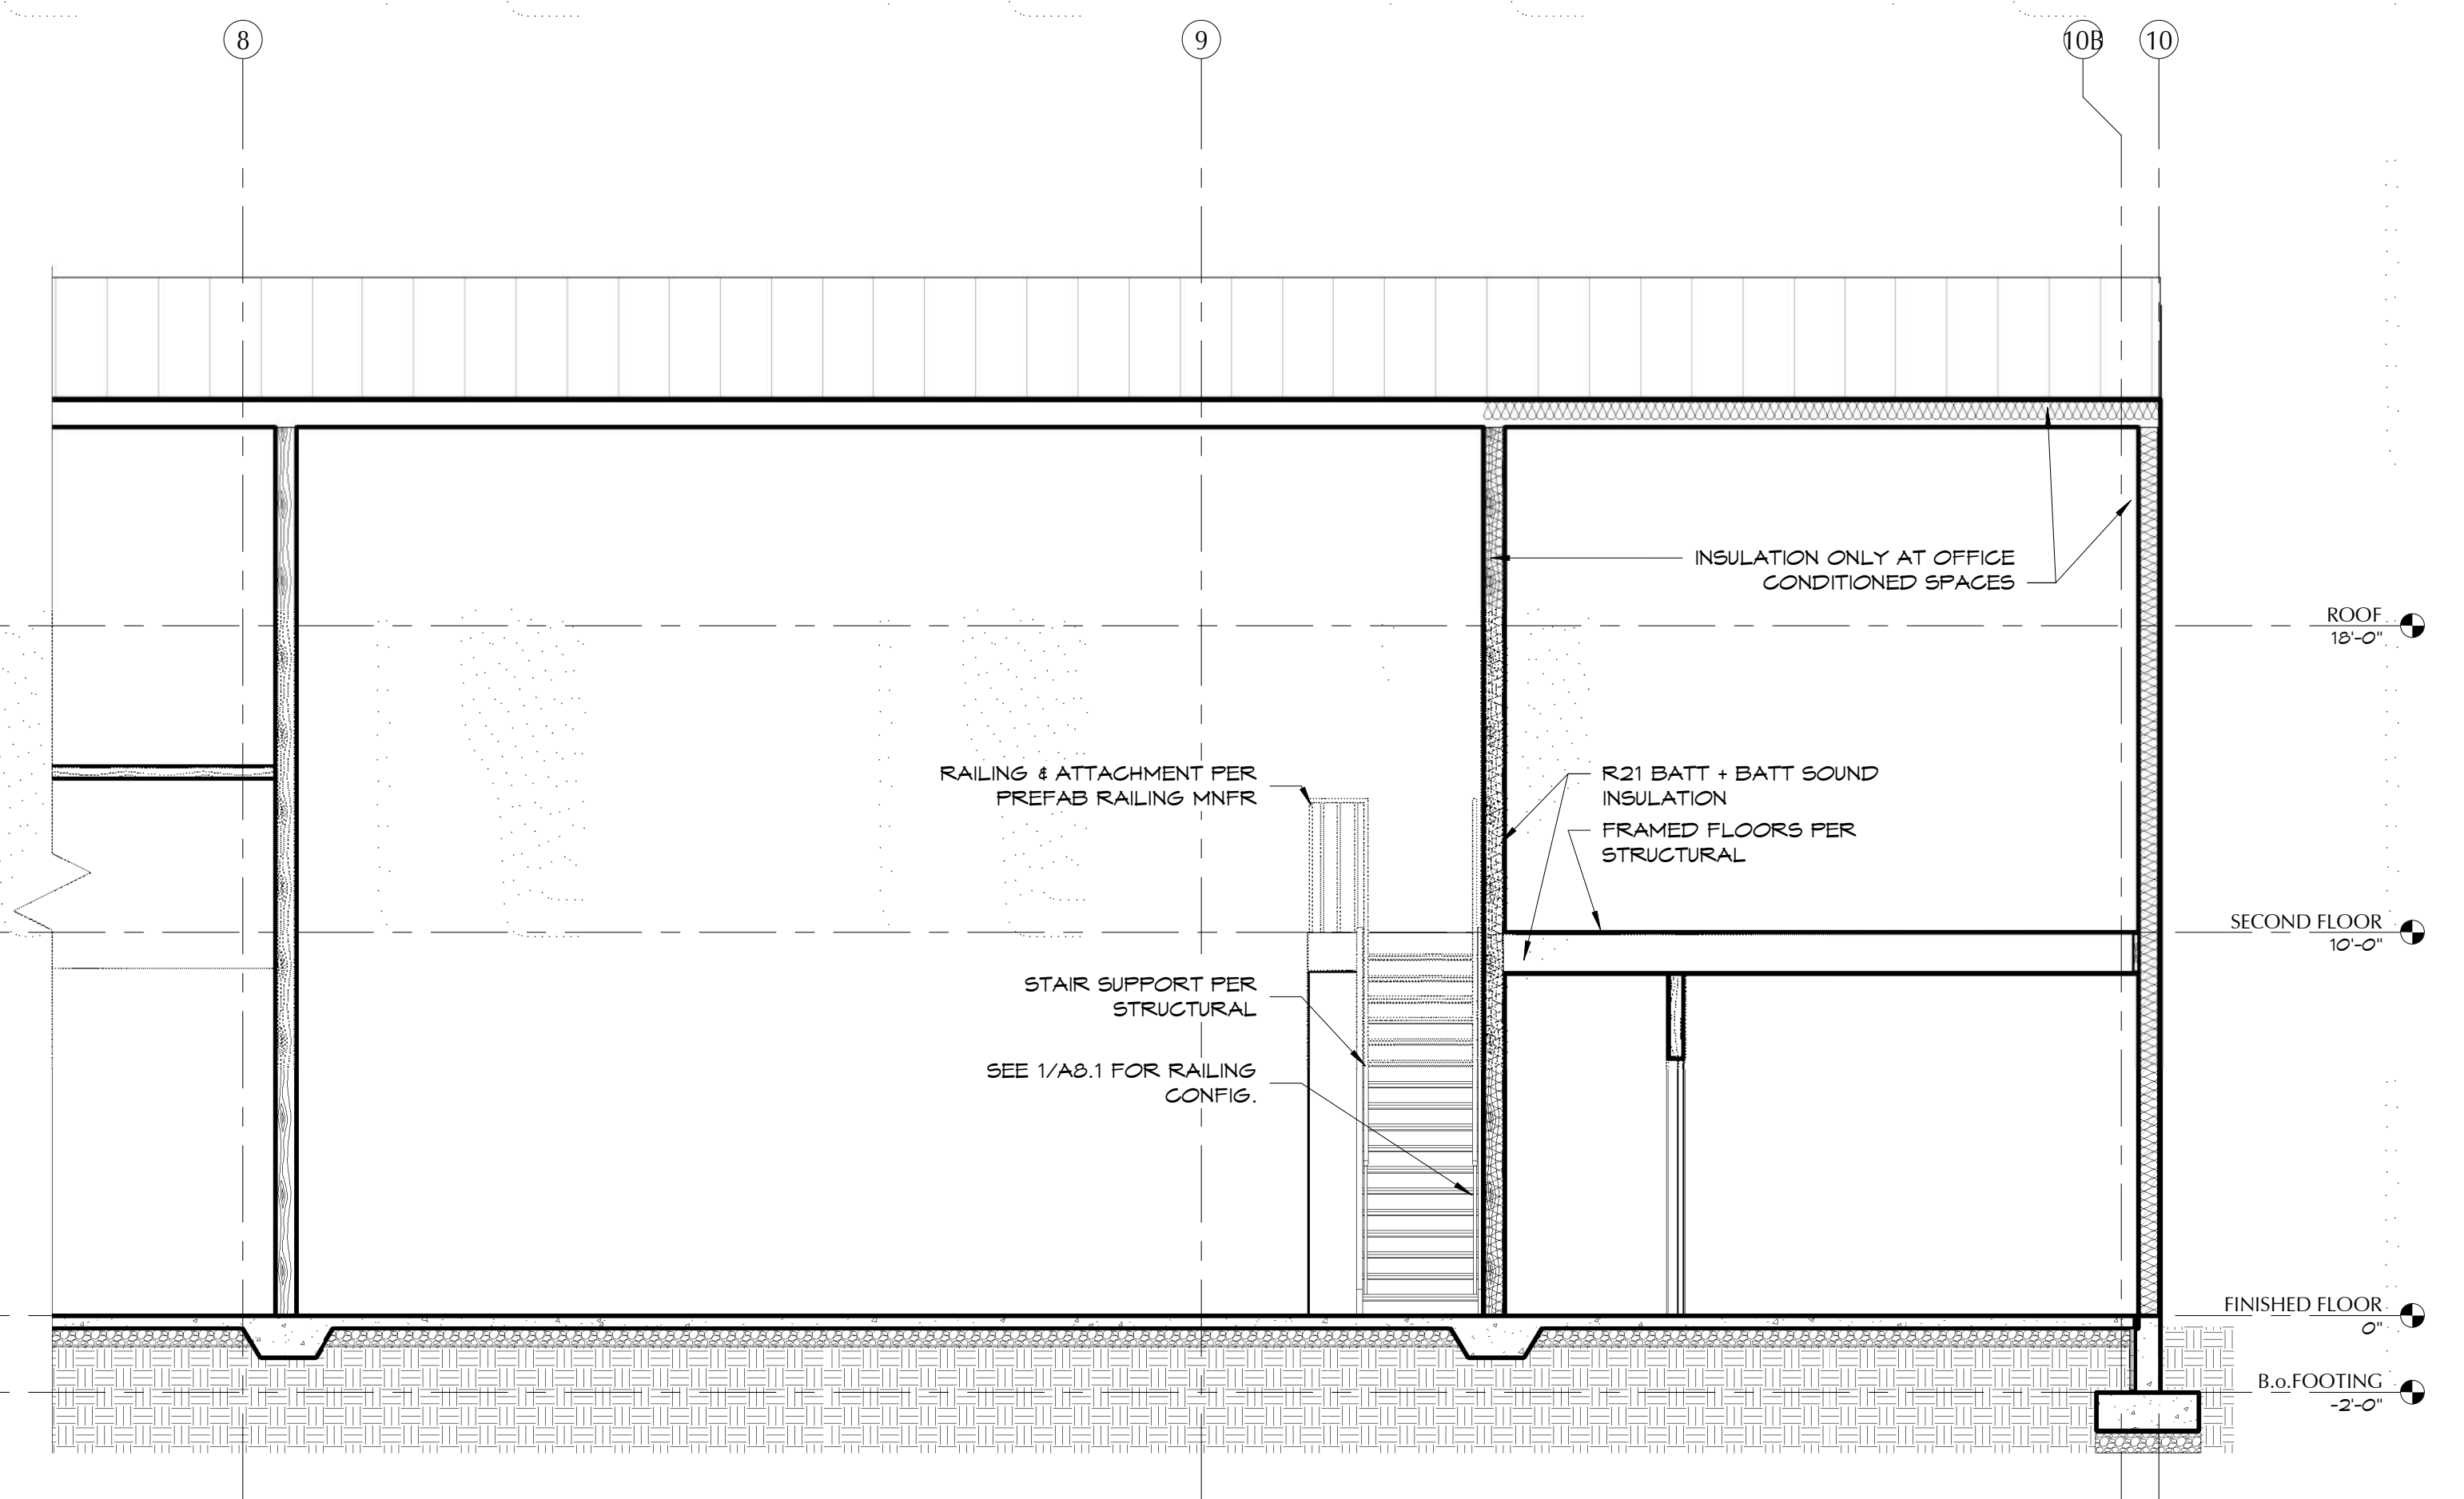 8
9
10B
10
INSULATION ONLY AT OFFICE
CONDITIONED SPACES
ROOF
18'-0"
RAILING & ATTACHMENT PER
PREFAB RAILING MNFR
R21 BATT + BATT SOUND
INSULATION
FRAMED FLOORS PER
STRUCTURAL
SECOND FLOOR
10'-0"
STAIR SUPPORT PER
STRUCTURAL
SEE 1/A8.1 FOR RAILING
CONFIG.
FINISHED FLOOR
0"
B.o.FOOTING
-2'-0"